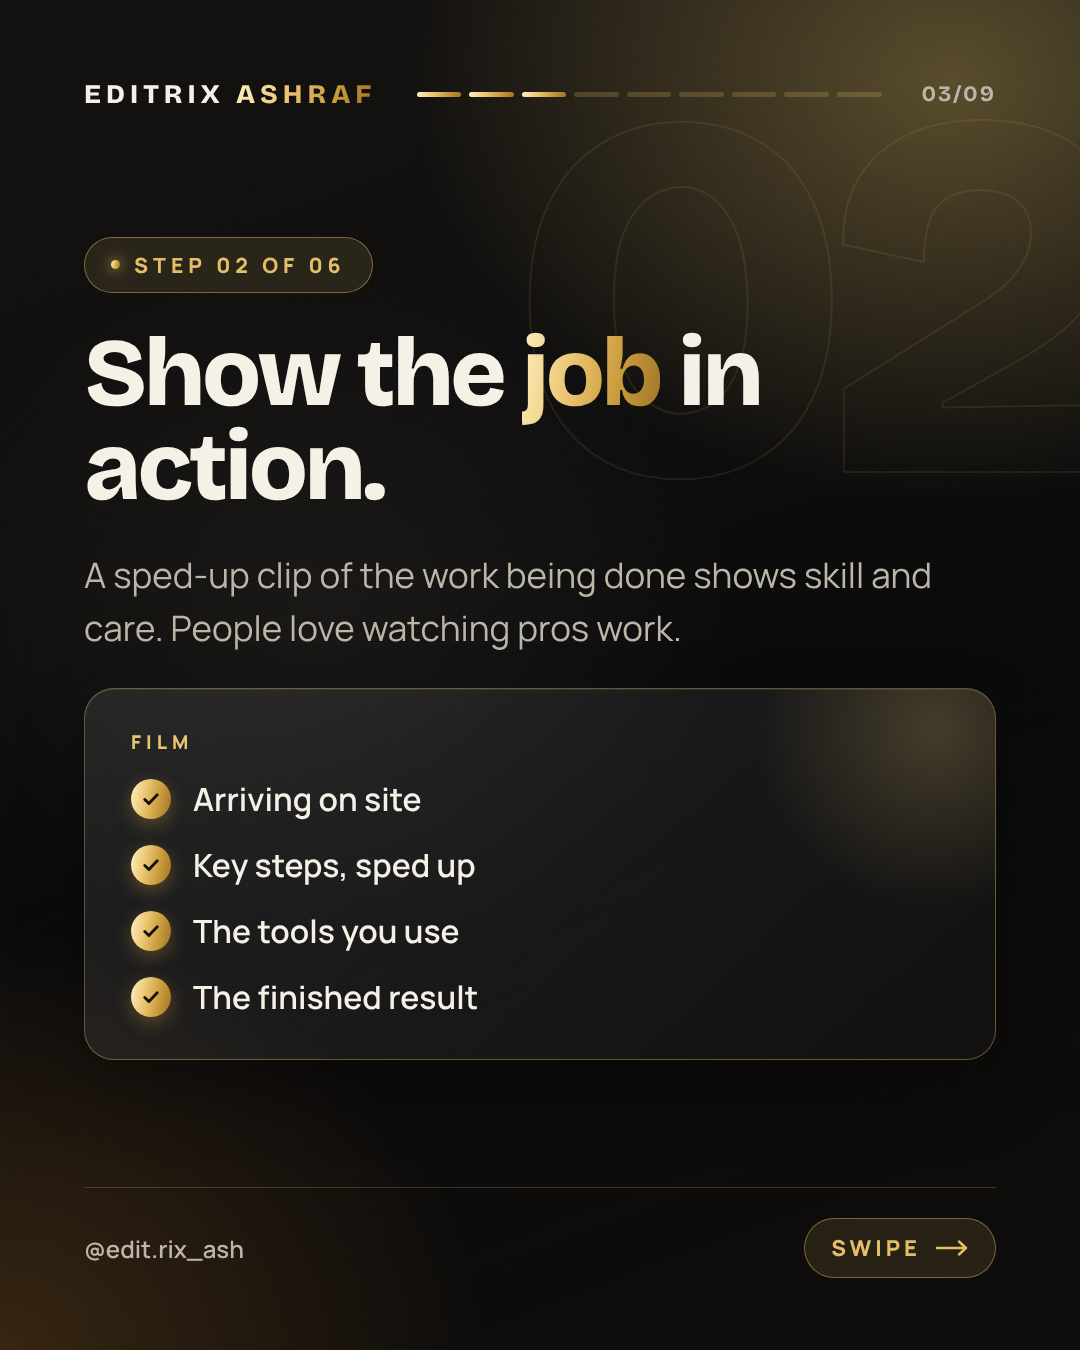 EDITRIX ASHRAF
03/09
02
STEP 02 OF 06
Show the job in
action.
A sped-up clip of the work being done shows skill and
care. People love watching pros work.
FILM
Arriving on site
Key steps, sped up
The tools you use
The finished result
@edit.rix_ash
SWIPE →